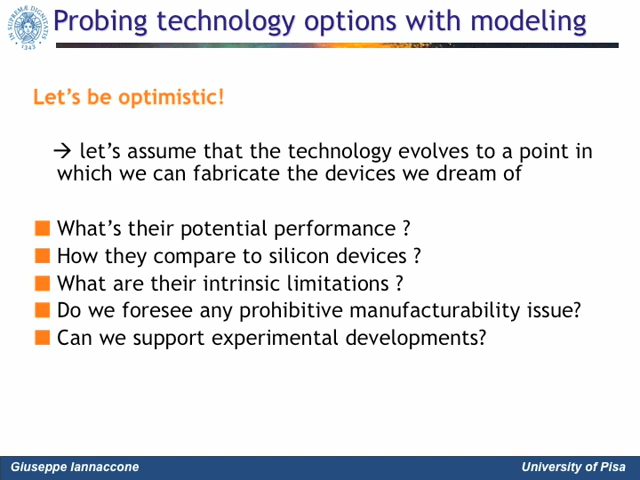 Probing technology options with modeling
Let's be optimistic!
→ let's assume that the technology evolves to a point in
which we can fabricate the devices we dream of
What's their potential performance ?
How they compare to silicon devices ?
What are their intrinsic limitations ?
Do we foresee any prohibitive manufacturability issue?
Can we support experimental developments?
Giuseppe Iannaccone
University of Pisa